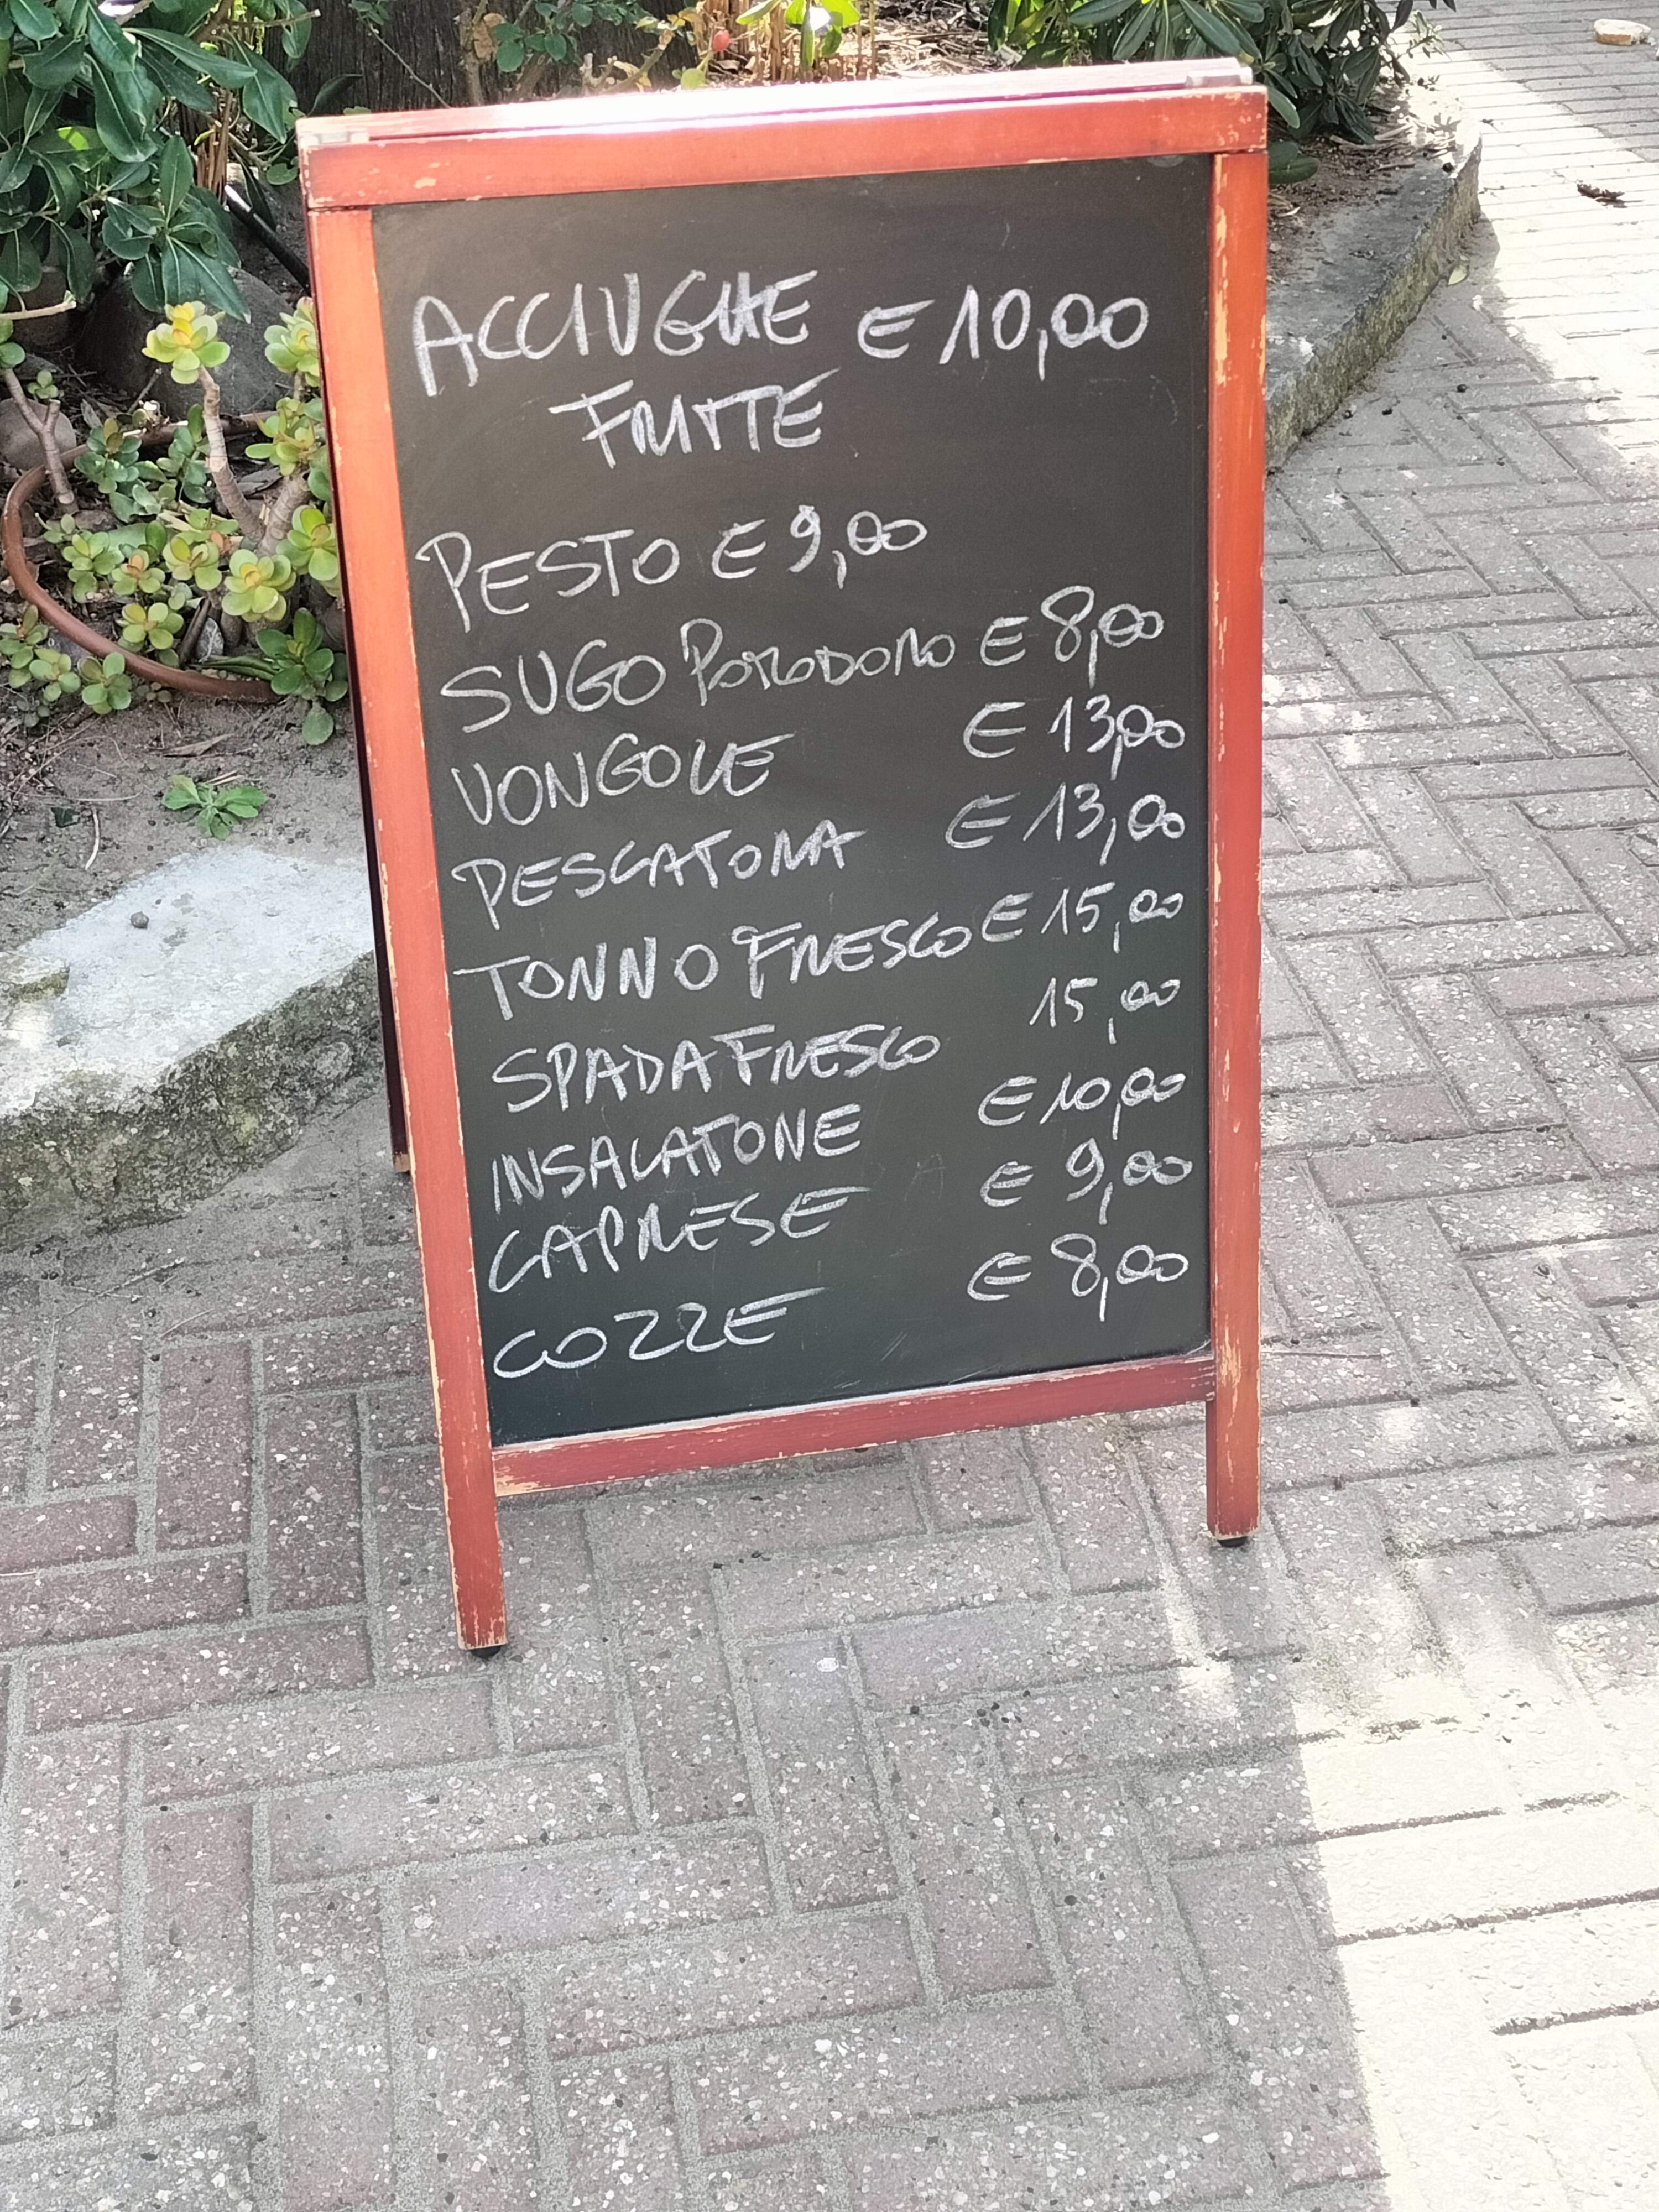 ACCIUGHE € 10,00
FRITTE
PESTO € 9,00
SUGO POMODORO € 8,00
VONGOLE € 13,00
PESCATORA € 13,00
TONNO FRESCO € 15,00
SPADA FRESCO 15,00
INSALATONE € 10,00
CAPRESE € 9,00
COZZE € 8,00